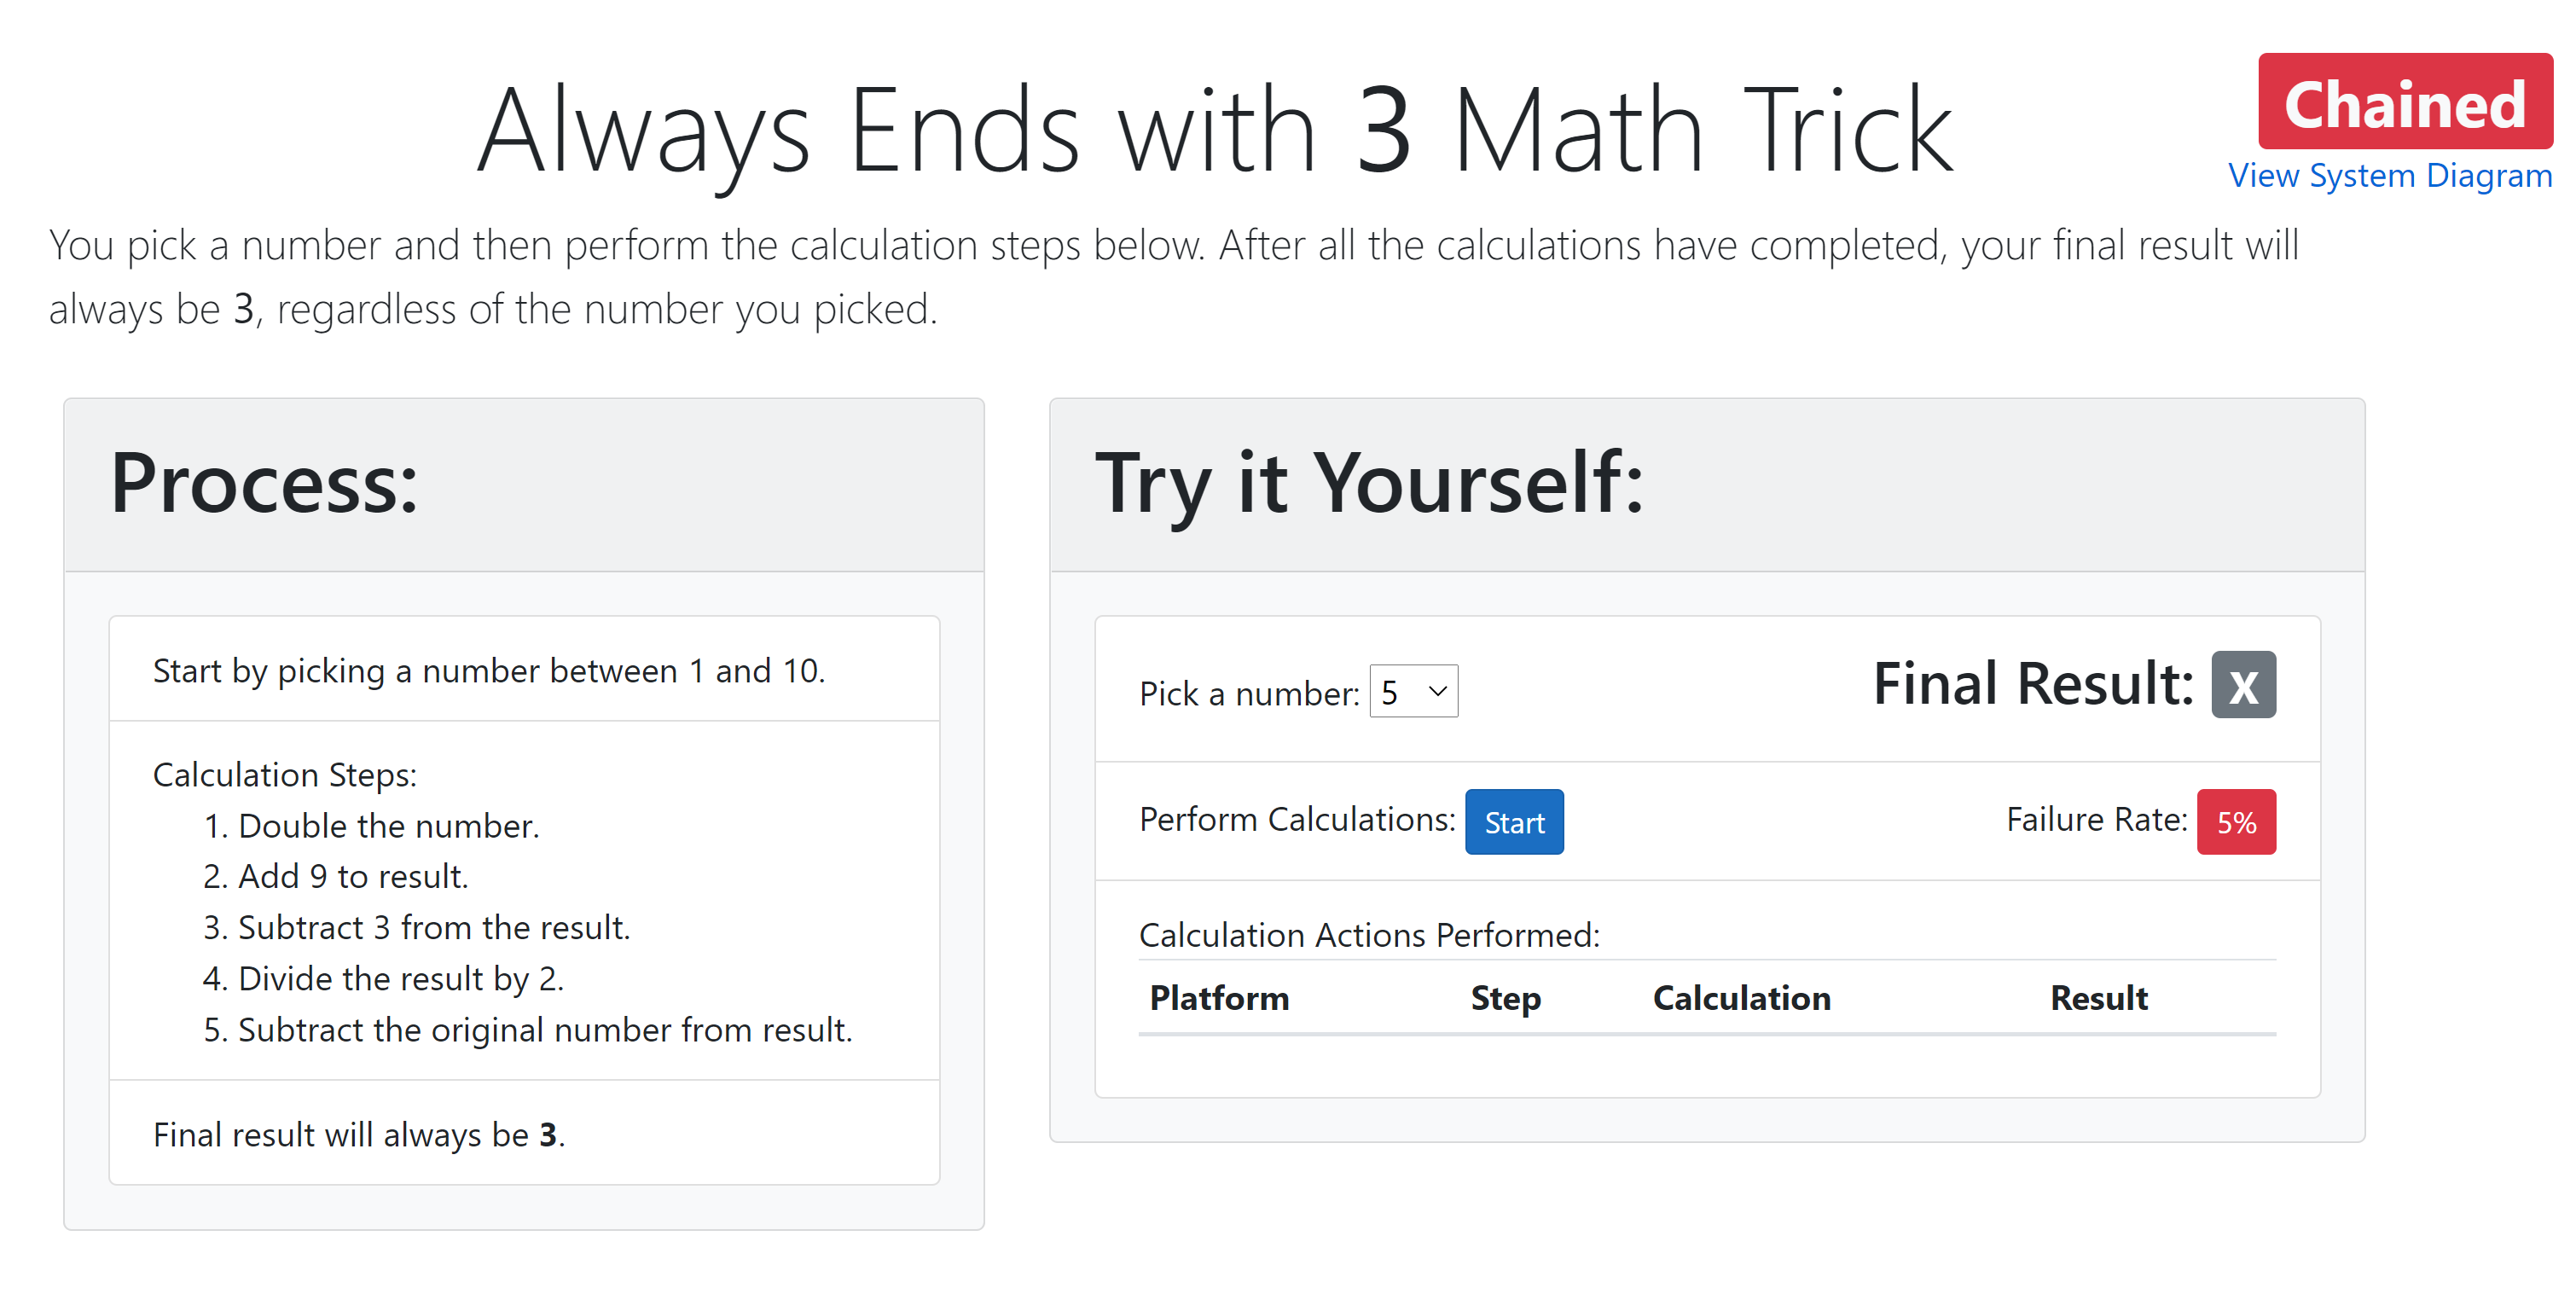 Always Ends with 3 Math Trick
Chained
View System Diagram
You pick a number and then perform the calculation steps below. After all the calculations have completed, your final result will
always be 3, regardless of the number you picked.
Process:
Start by picking a number between 1 and 10.
Calculation Steps:
1. Double the number.
2. Add 9 to result.
3. Subtract 3 from the result.
4. Divide the result by 2.
5. Subtract the original number from result.
Final result will always be 3.
Try it Yourself:
Pick a number: 5
Final Result: X
Perform Calculations: Start
Failure Rate: 5%
Calculation Actions Performed:
Platform Step Calculation Result